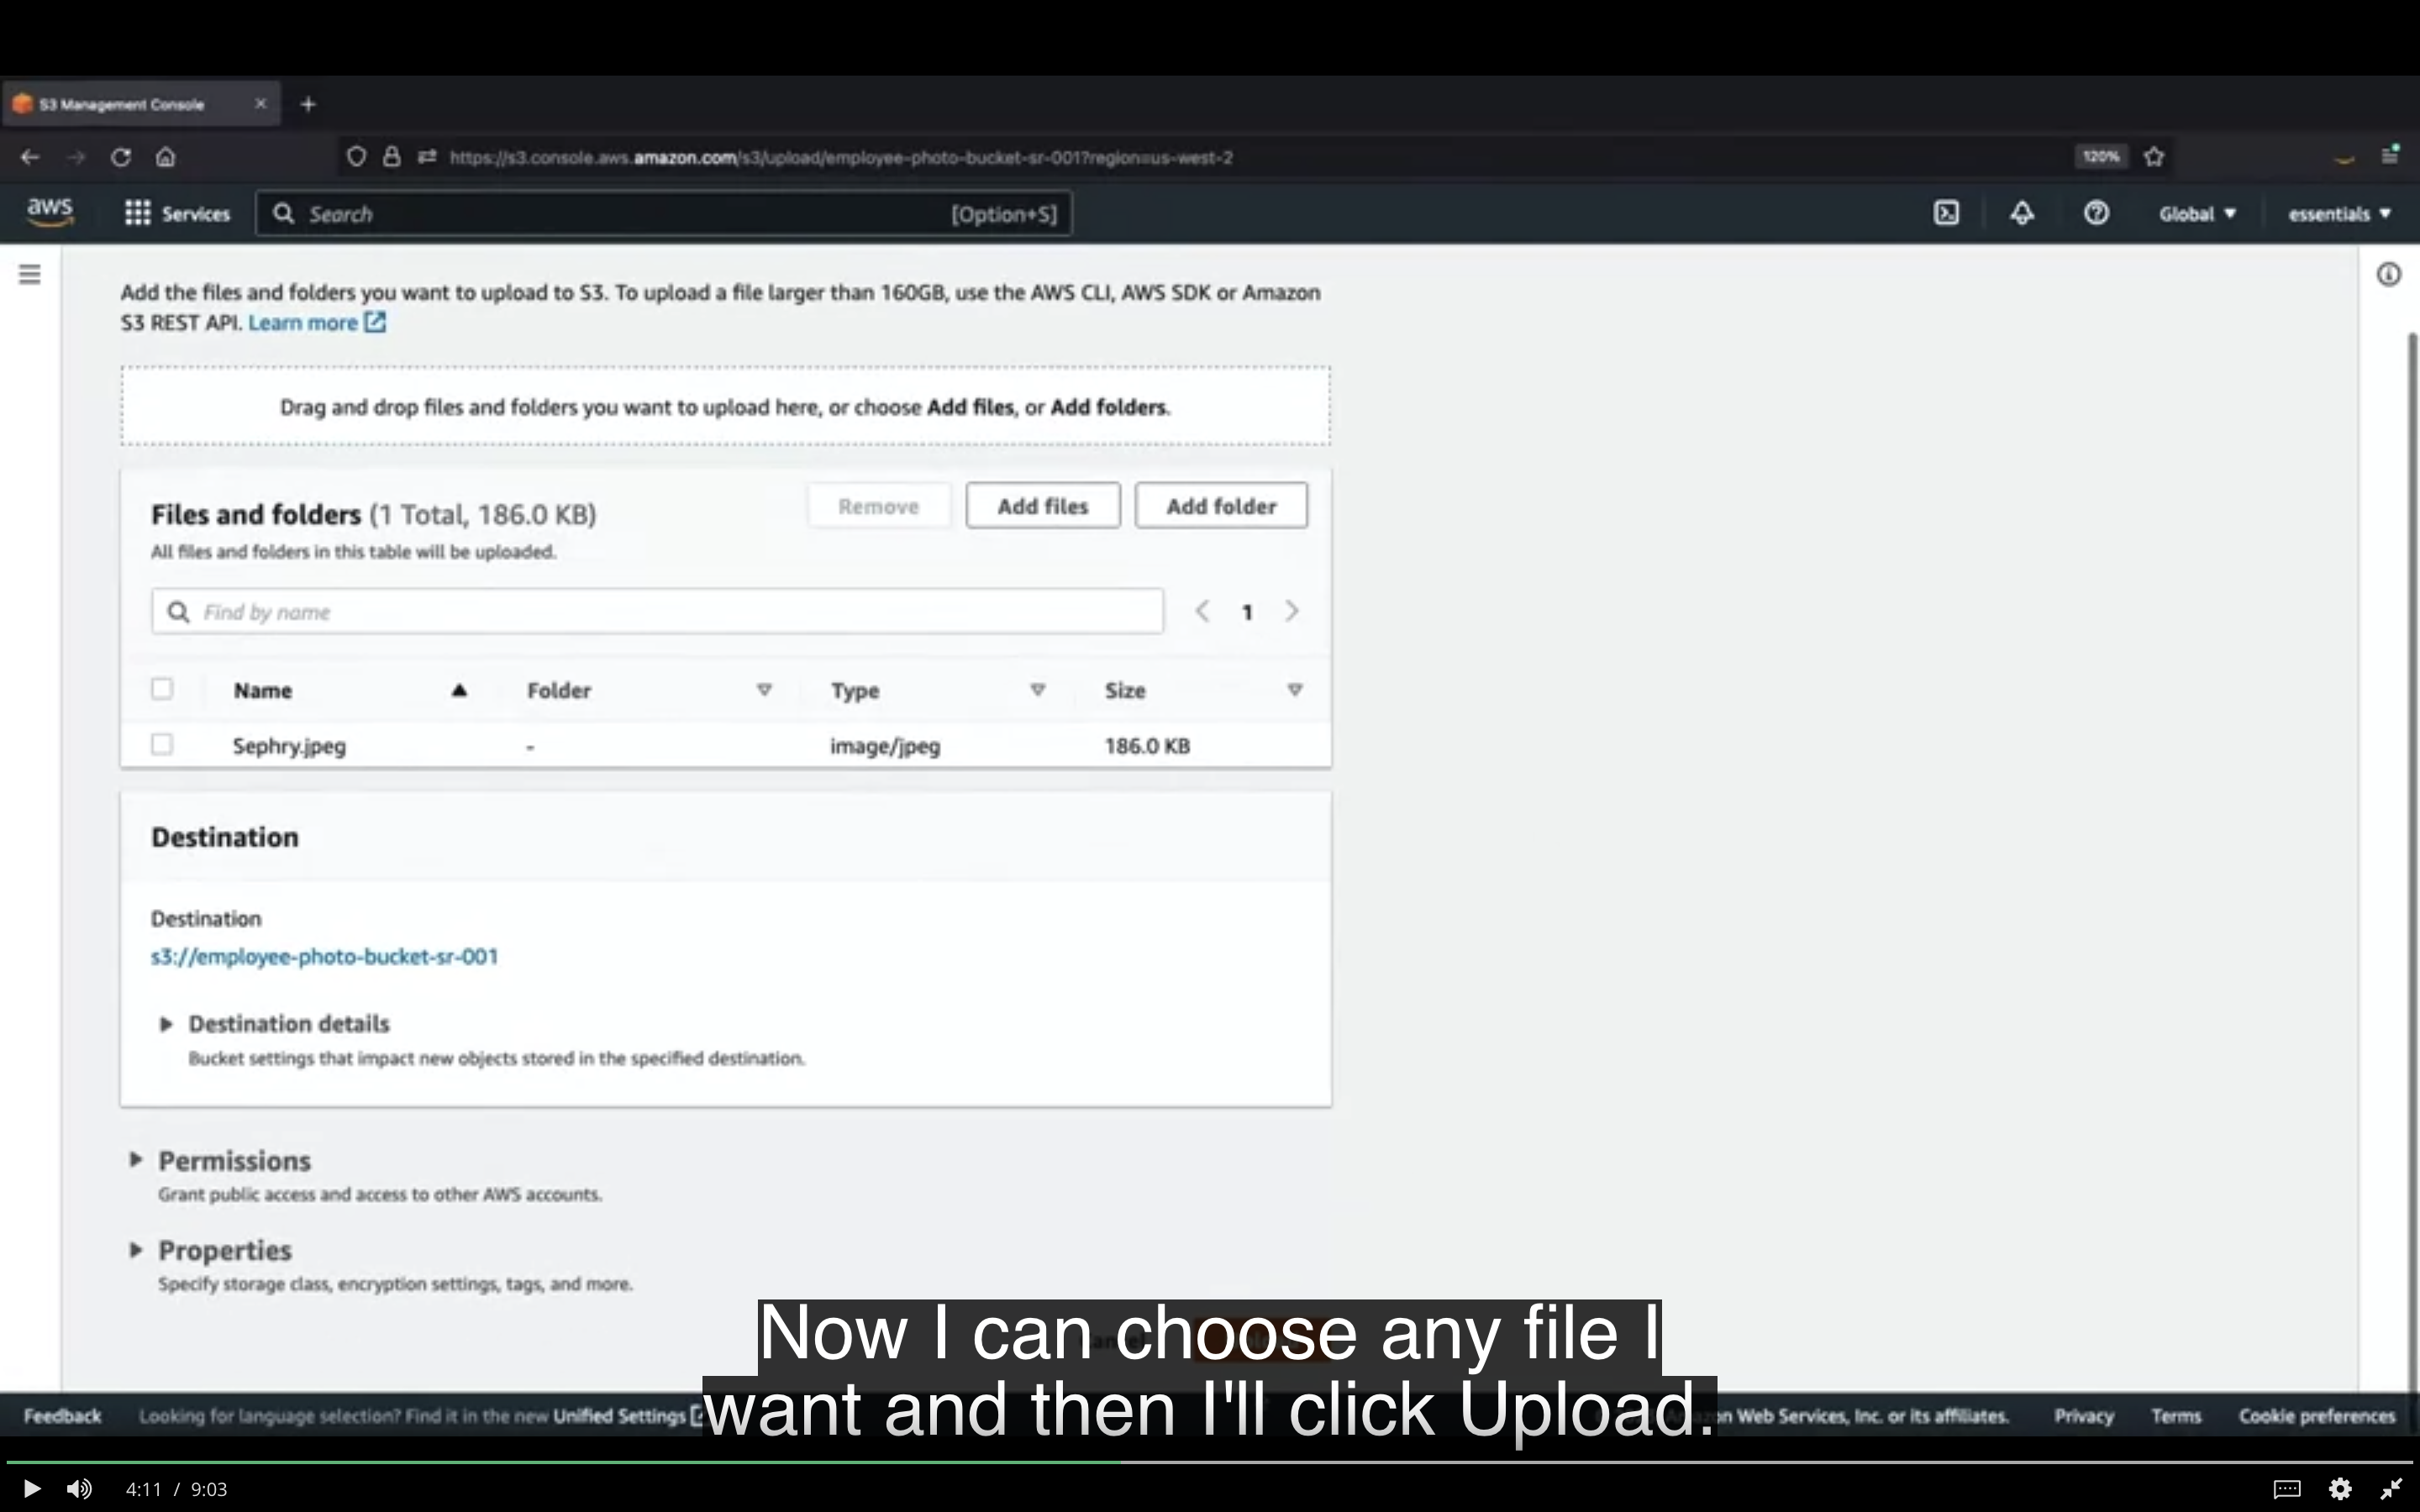 S3 Management Console
https://s3.console.aws.amazon.com/s3/upload/employee-photo-bucket-sr-001?region=us-west-2
120%
aws
Services
Search
[Option+S]
Global
essentials
Add the files and folders you want to upload to S3. To upload a file larger than 160GB, use the AWS CLI, AWS SDK or Amazon
S3 REST API. Learn more
Drag and drop files and folders you want to upload here, or choose Add files, or Add folders.
Files and folders (1 Total, 186.0 KB)
Remove
Add files
Add folder
All files and folders in this table will be uploaded.
Find by name
1
Name Folder Type Size
Sephry.jpeg - image/jpeg 186.0 KB
Destination
Destination
s3://employee-photo-bucket-sr-001
Destination details
Bucket settings that impact new objects stored in the specified destination.
Permissions
Grant public access and access to other AWS accounts.
Properties
Specify storage class, encryption settings, tags, and more.
Now I can choose any file I
want and then I'll click Upload.
Feedback
Looking for language selection? Find it in the new Unified Settings
Web Services, Inc. or its affiliates.
Privacy
Terms
Cookie preferences
4:11 / 9:03